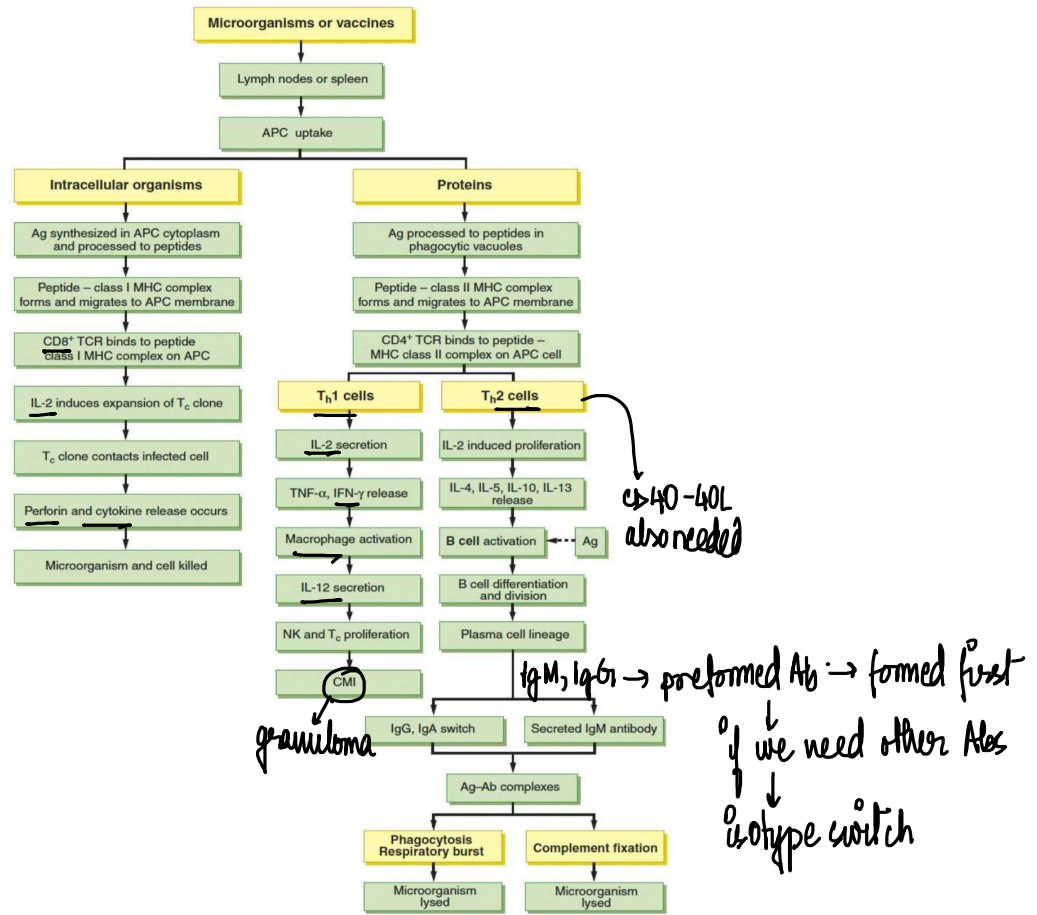 Microorganisms or vaccines
Lymph nodes or spleen
APC uptake
Intracellular organisms
Ag synthesized in APC cytoplasm
and processed to peptides
Peptide – class I MHC complex
forms and migrates to APC membrane
CD8⁺ TCR binds to peptide
class I MHC complex on APC
IL-2 induces expansion of Tc clone
Tc clone contacts infected cell
Perforin and cytokine release occurs
Microorganism and cell killed
Proteins
Ag processed to peptides in
phagocytic vacuoles
Peptide – class II MHC complex
forms and migrates to APC membrane
CD4⁺ TCR binds to peptide –
MHC class II complex on APC cell
Th1 cells
IL-2 secretion
TNF-α, IFN-γ release
Macrophage activation
IL-12 secretion
NK and Tc proliferation
CMI
granuloma
Th2 cells
CD40-40L
also needed
IL-2 induced proliferation
IL-4, IL-5, IL-10, IL-13
release
B cell activation
Ag
B cell differentiation
and division
Plasma cell lineage
IgM, IgG → preformed Ab → formed first
if we need other Abs
isotype switch
IgG, IgA switch
Secreted IgM antibody
Ag–Ab complexes
Phagocytosis
Respiratory burst
Microorganism
lysed
Complement fixation
Microorganism
lysed